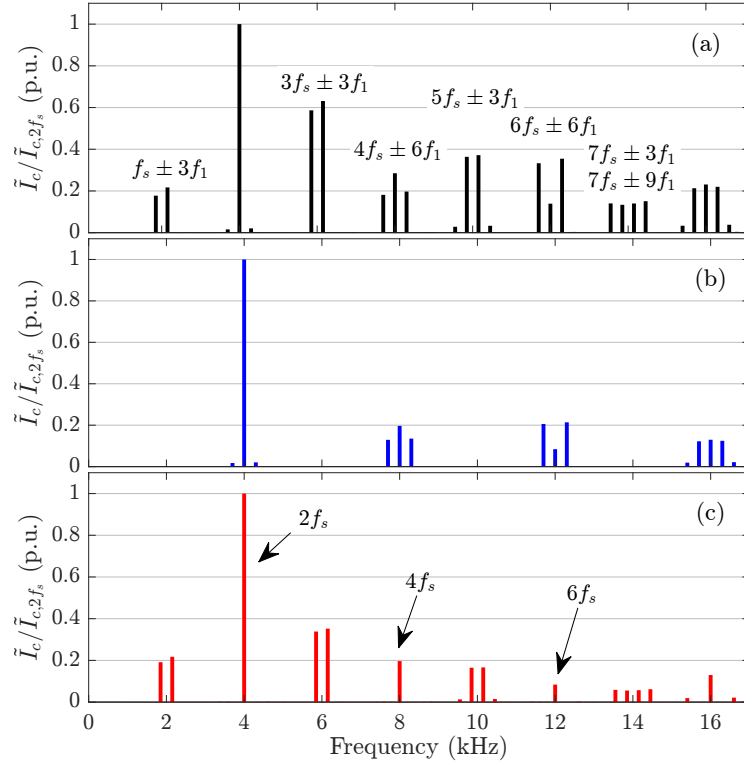 1
0.8
0.6
0.4
0.2
0
Ĩ_c/Ĩ_{c,2f_s} (p.u.)
(a)
f_s ± 3f_1
3f_s ± 3f_1
4f_s ± 6f_1
5f_s ± 3f_1
6f_s ± 6f_1
7f_s ± 3f_1
7f_s ± 9f_1
1
0.8
0.6
0.4
0.2
0
Ĩ_c/Ĩ_{c,2f_s} (p.u.)
(b)
1
0.8
0.6
0.4
0.2
0
Ĩ_c/Ĩ_{c,2f_s} (p.u.)
(c)
2f_s
4f_s
6f_s
0 2 4 6 8 10 12 14 16
Frequency (kHz)